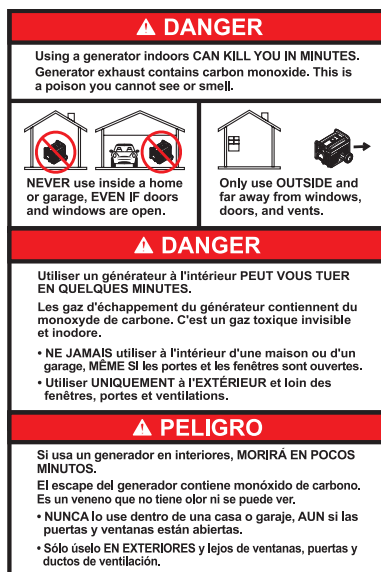 DANGER
Using a generator indoors CAN KILL YOU IN MINUTES.
Generator exhaust contains carbon monoxide. This is
a poison you cannot see or smell.
NEVER use inside a home
or garage, EVEN IF doors
and windows are open.
Only use OUTSIDE and
far away from windows,
doors, and vents.
DANGER
Utiliser un générateur à l'intérieur PEUT VOUS TUER
EN QUELQUES MINUTES.
Les gaz d'échappement du générateur contiennent du
monoxyde de carbone. C'est un gaz toxique invisible
et inodore.
• NE JAMAIS utiliser à l'intérieur d'une maison ou d'un
garage, MÊME SI les portes et les fenêtres sont ouvertes.
• Utiliser UNIQUEMENT à l'EXTÉRIEUR et loin des
fenêtres, portes et ventilations.
PELIGRO
Si usa un generador en interiores, MORIRÁ EN POCOS
MINUTOS.
El escape del generador contiene monóxido de carbono.
Es un veneno que no tiene olor ni se puede ver.
• NUNCA lo use dentro de una casa o garaje, AUN si las
puertas y ventanas están abiertas.
• Sólo úselo EN EXTERIORES y lejos de ventanas, puertas y
ductos de ventilación.